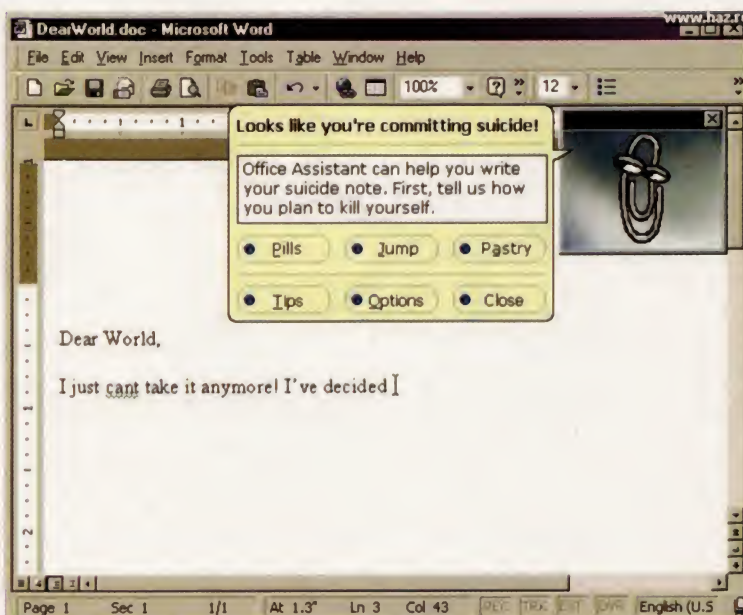 www.haz.r
DearWorld.doc - Microsoft Word
File Edit View Insert Format Tools Table Window Help
100% 12
Looks like you're committing suicide!
Office Assistant can help you write
your suicide note. First, tell us how
you plan to kill yourself.
Pills Jump Pastry
Tips Options Close
Dear World,
I just cant take it anymore! I've decided
Page 1 Sec 1 1/1 At 1.3" Ln 3 Col 43 REC TRK EXT OVR English (U.S